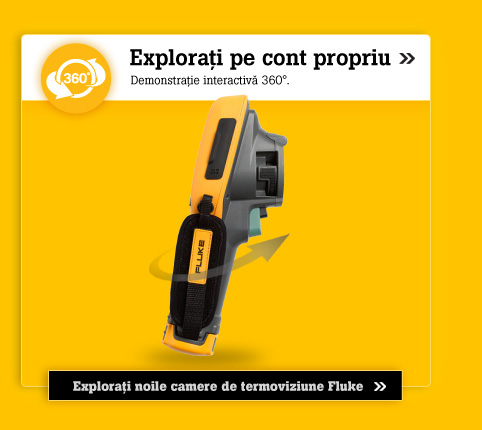 360°
Explorați pe cont propriu »
Demonstrație interactivă 360°.
FLUKE
Explorați noile camere de termoviziune Fluke »